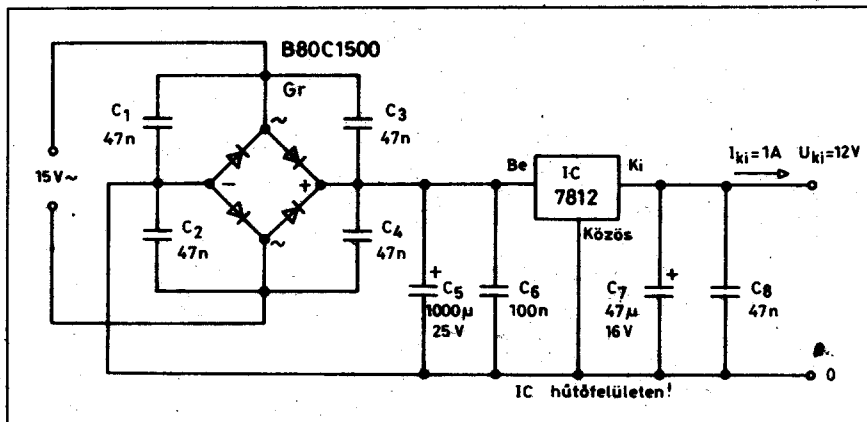 B80C1500
Gr
C1
47n
C3
47n
15V~
~
-
+
~
C2
47n
C4
47n
Be
IC
7812
Ki
Közös
Iki=1A Uki=12V
+
C5
1000µ
25V
C6
100n
C7
47µ
16V
+
C8
47n
0
IC hűtőfelületen!